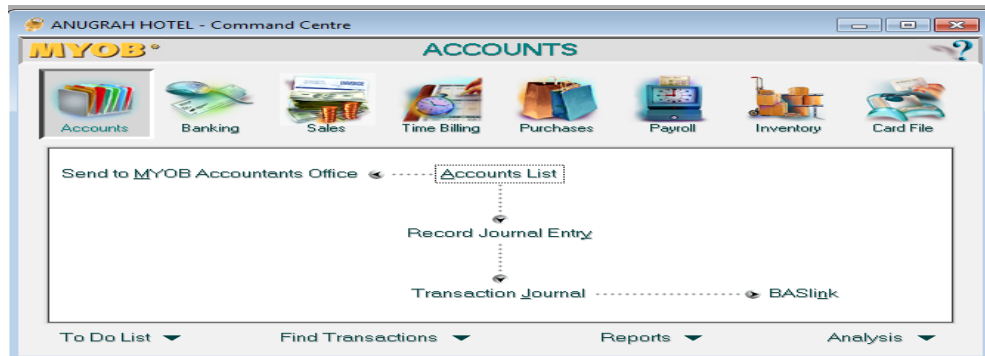 ANUGRAH HOTEL - Command Centre
MYOB ACCOUNTS ?
Accounts Banking Sales Time Billing Purchases Payroll Inventory Card File
Send to MYOB Accountants Office Accounts List
Record Journal Entry
Transaction Journal BASlink
To Do List Find Transactions Reports Analysis